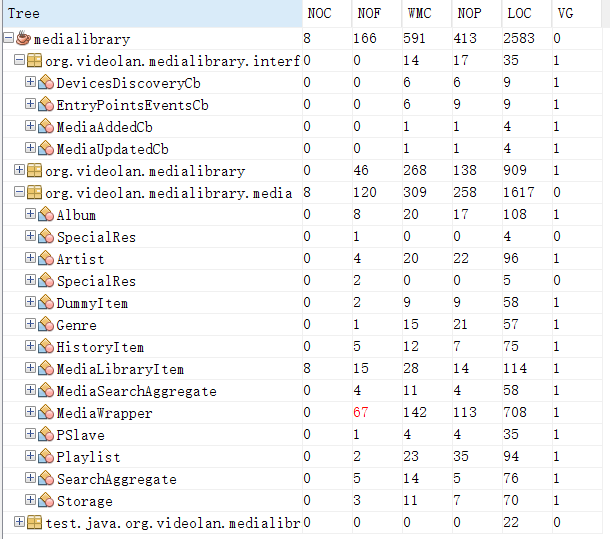 Tree NOC NOF WMC NOP LOC VG
medialibrary 8 166 591 413 2583 0
org.videolan.medialibrary.interf 0 0 14 17 35 1
DevicesDiscoveryCb 0 0 6 6 9 1
EntryPointsEventsCb 0 0 6 9 9 1
MediaAddedCb 0 0 1 1 4 1
MediaUpdatedCb 0 0 1 1 4 1
org.videolan.medialibrary 0 46 268 138 909 1
org.videolan.medialibrary.media 8 120 309 258 1617 0
Album 0 8 20 17 108 1
SpecialRes 0 1 0 0 4 0
Artist 0 4 20 22 96 1
SpecialRes 0 2 0 0 5 0
DummyItem 0 2 9 9 58 1
Genre 0 1 15 21 57 1
HistoryItem 0 5 12 7 75 1
MediaLibraryItem 8 15 28 14 114 1
MediaSearchAggregate 0 4 11 4 58 1
MediaWrapper 0 67 142 113 708 1
PSlave 0 1 4 4 35 1
Playlist 0 2 23 35 94 1
SearchAggregate 0 5 14 5 76 1
Storage 0 3 11 7 70 1
test.java.org.videolan.medialibr 0 0 0 0 22 0